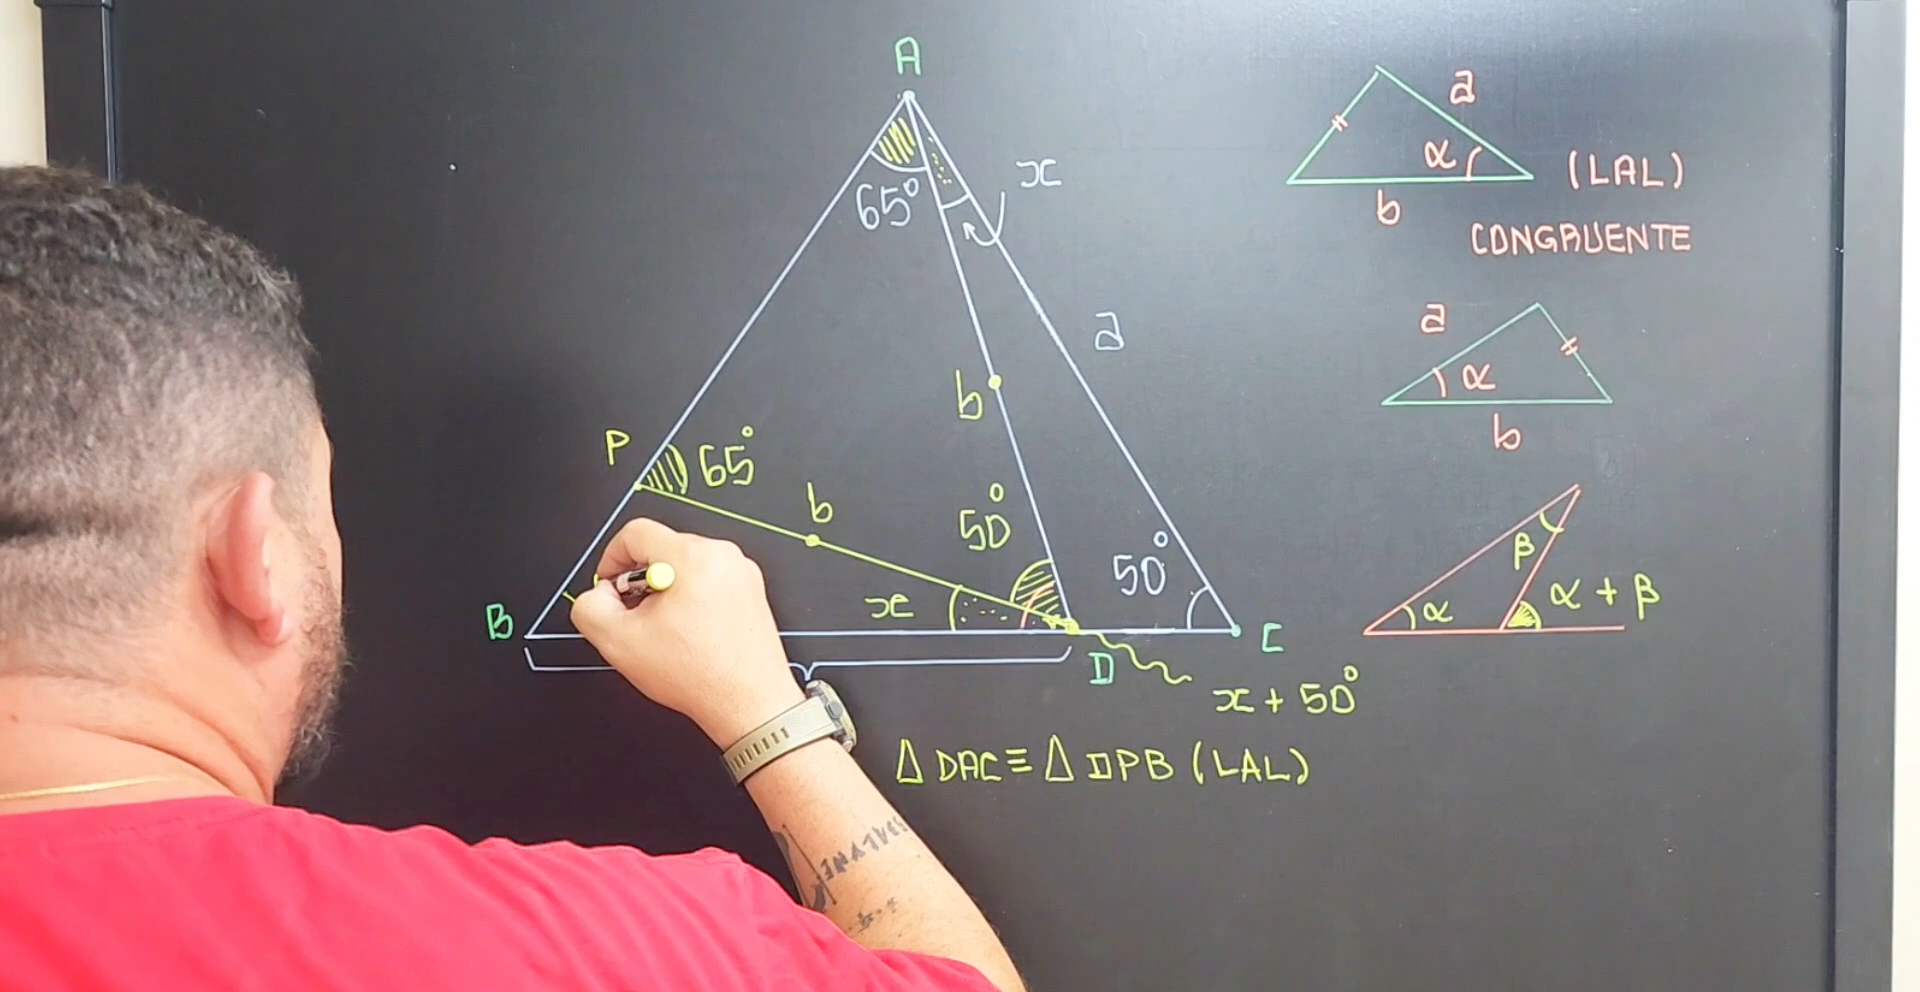 A
65°
x
a
b
P
65°
b
50°
50°
x
B
D
C
x + 50°
Δ DAC ≡ Δ DPB (LAL)
a
α
b
(LAL)
CONGRUENTE
a
α
b
β
α
α + β